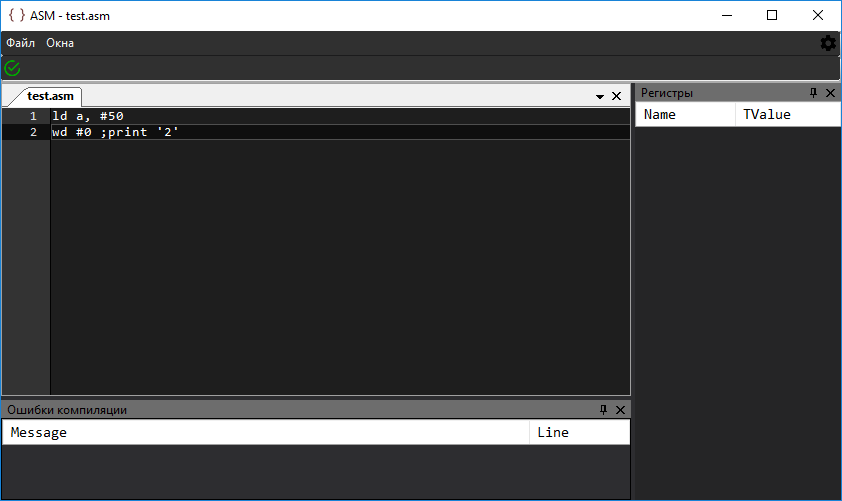 { } ASM - test.asm
Файл Окна
test.asm
1 ld a, #50
2 wd #0 ;print '2'
Регистры
Name TValue
Ошибки компиляции
Message Line